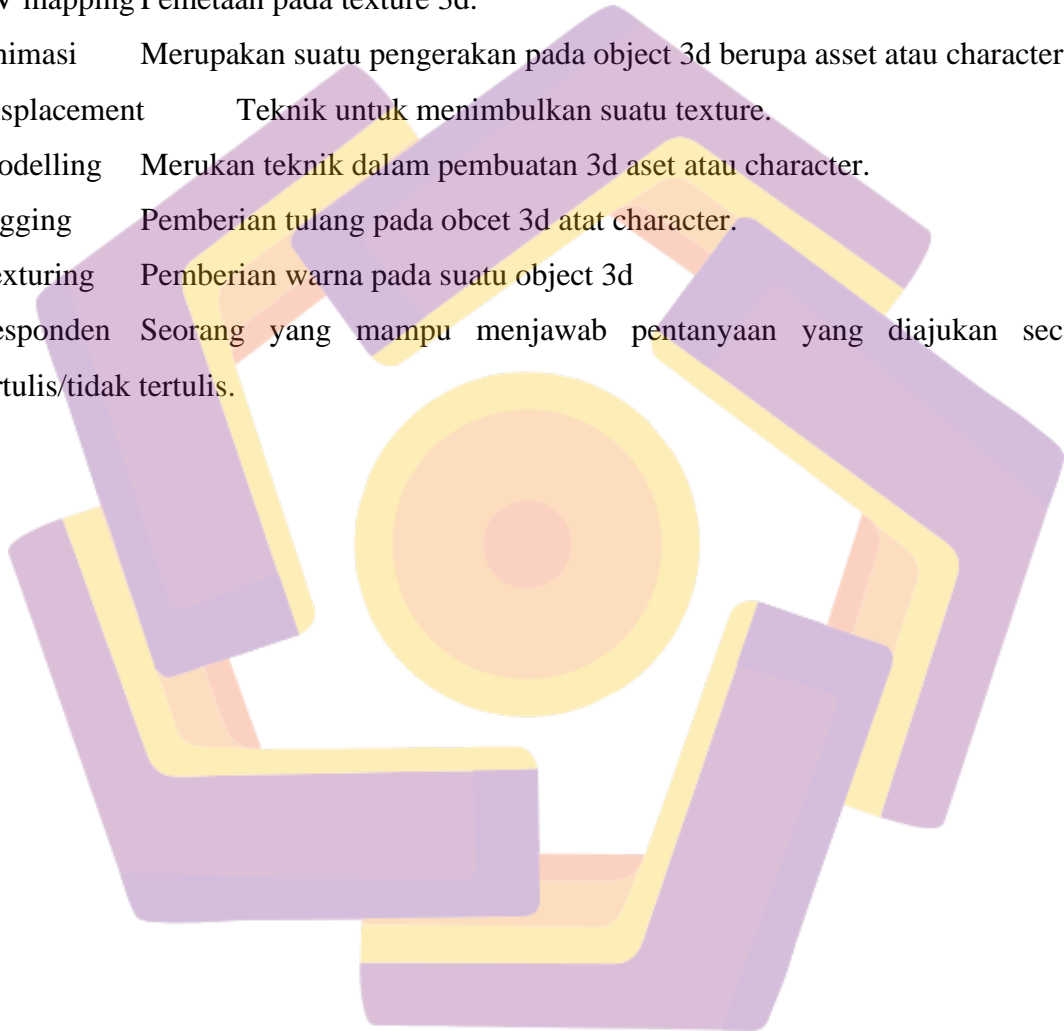 mapping Pemetaan pada texture 3d.
nimasi Merupakan suatu pengerakan pada object 3d berupa asset atau character
splacement Teknik untuk menimbulkan suatu texture.
odelling Merukan teknik dalam pembuatan 3d aset atau character.
gging Pemberian tulang pada obcet 3d atat character.
exturing Pemberian warna pada suatu object 3d
esponden Seorang yang mampu menjawab pentanyaan yang diajukan sec
rtulis/tidak tertulis.